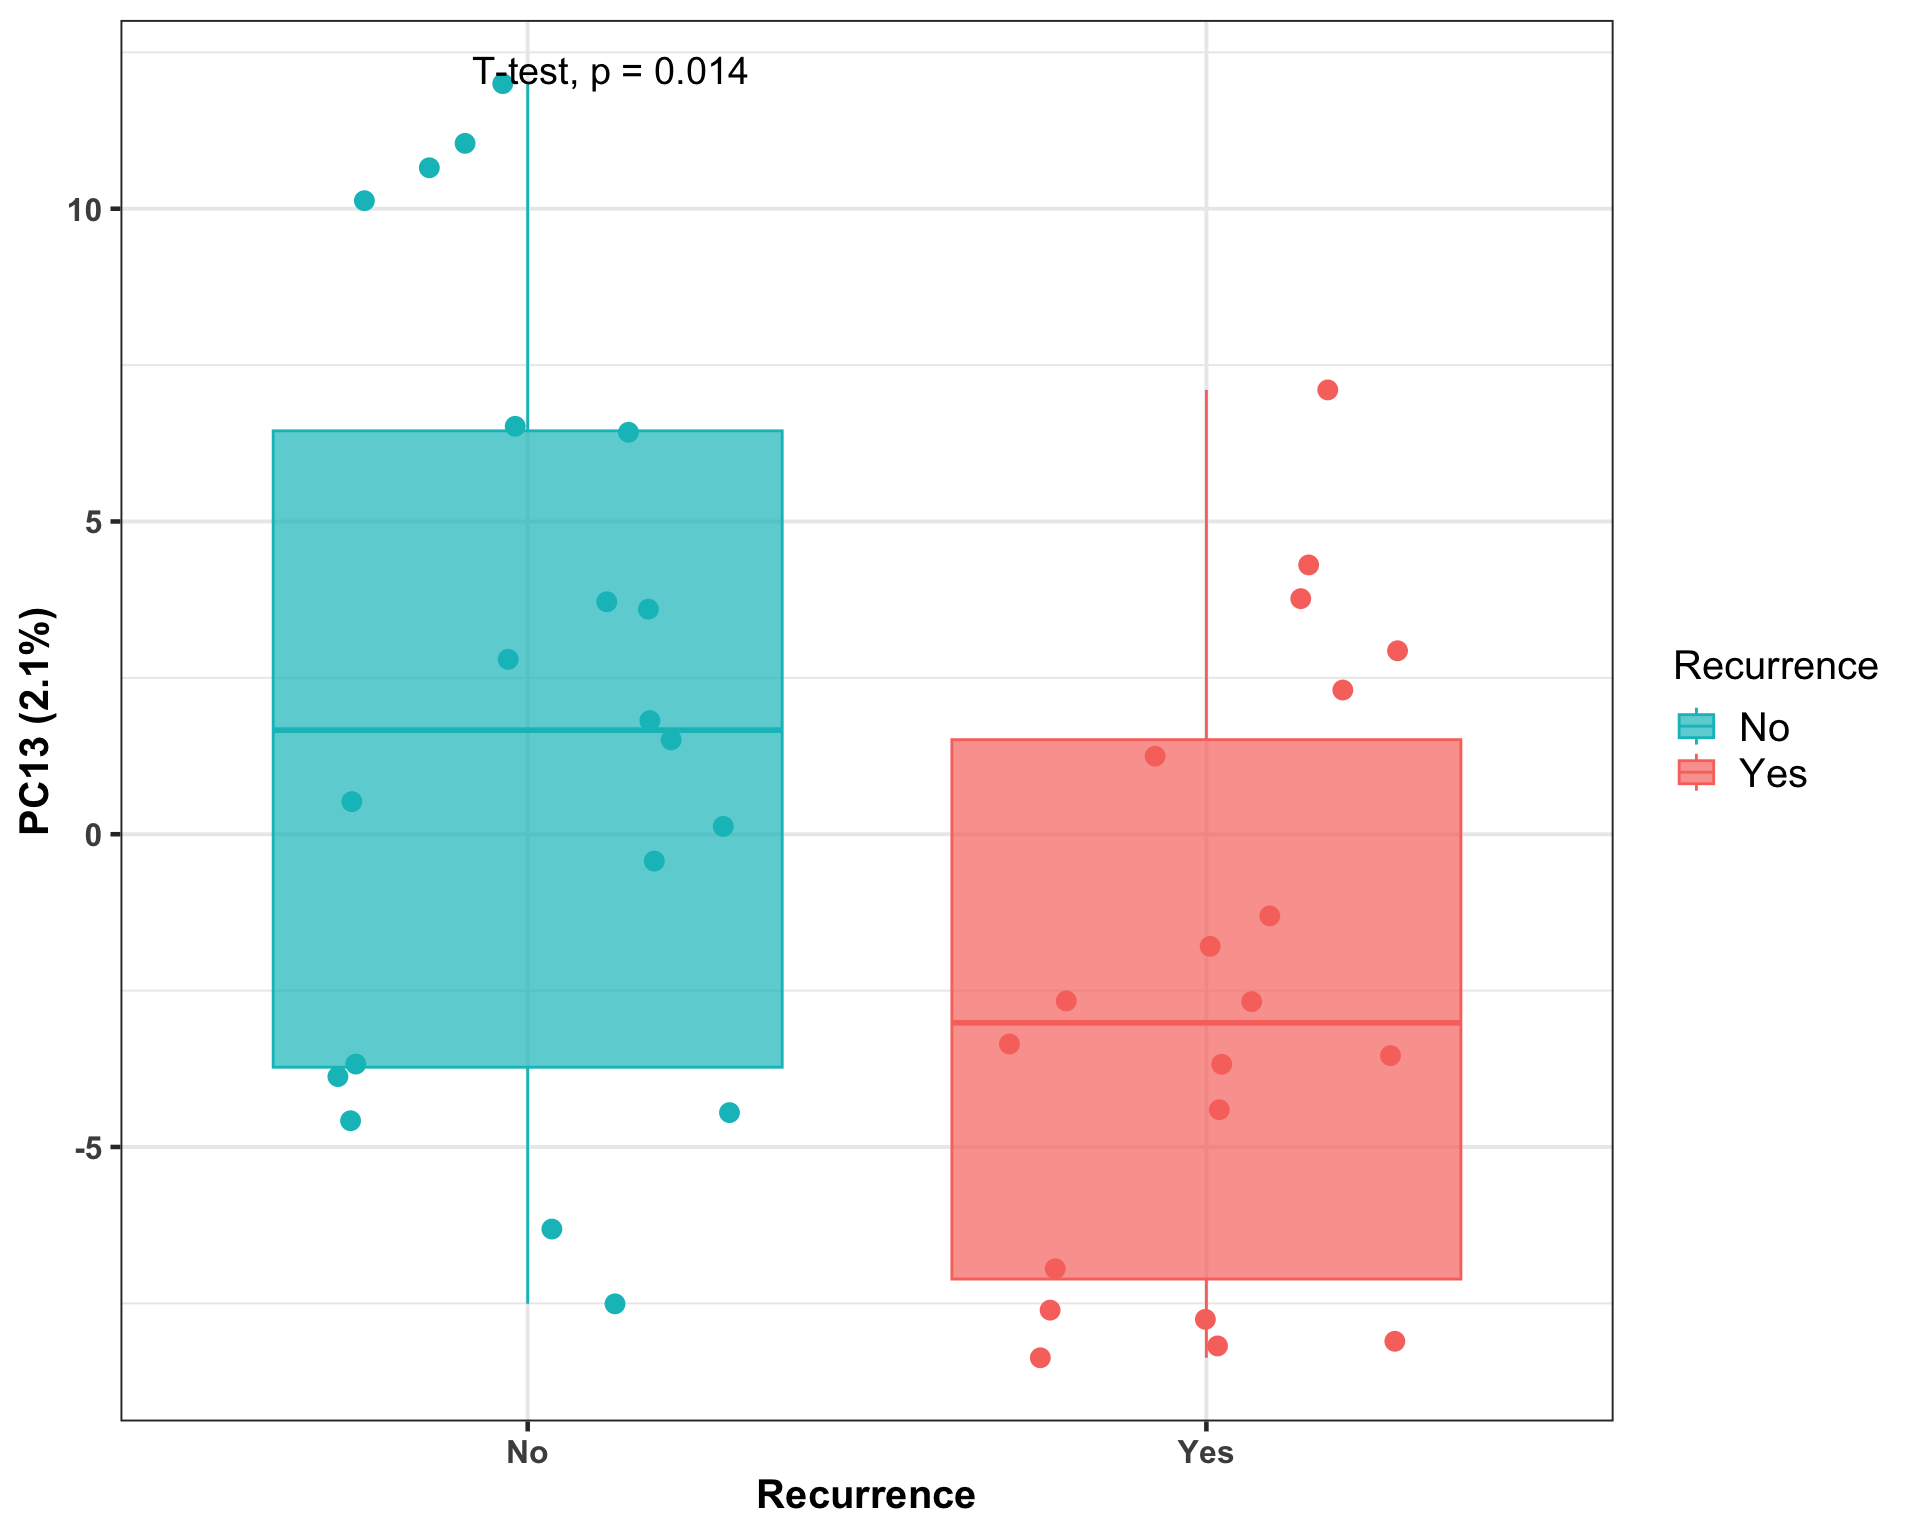 T-test, p = 0.014
10
5
0
-5
PC13 (2.1%)
No
Yes
Recurrence
Recurrence
No
Yes